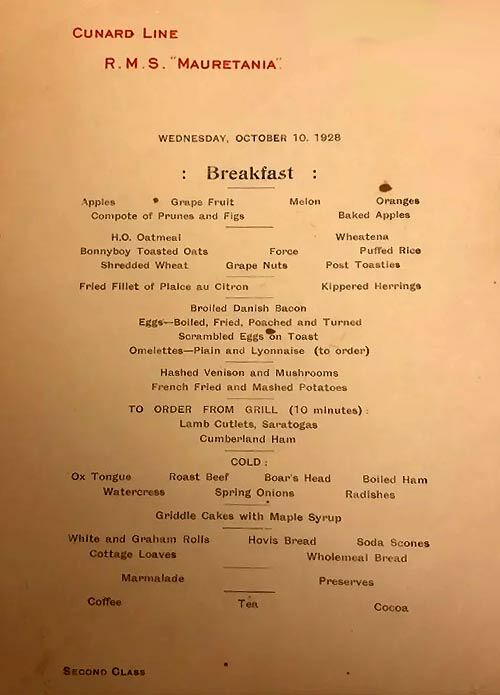 CUNARD LINE
R.M.S. "MAURETANIA".
WEDNESDAY, OCTOBER 10. 1928
: Breakfast :
Apples Grape Fruit Melon Oranges
Compote of Prunes and Figs Baked Apples
H.O. Oatmeal Wheatena
Bonnyboy Toasted Oats Force Puffed Rice
Shredded Wheat Grape Nuts Post Toasties
Fried Fillet of Plaice au Citron Kippered Herrings
Broiled Danish Bacon
Eggs—Boiled, Fried, Poached and Turned
Scrambled Eggs on Toast
Omelettes—Plain and Lyonnaise (to order)
Hashed Venison and Mushrooms
French Fried and Mashed Potatoes
TO ORDER FROM GRILL (10 minutes):
Lamb Cutlets, Saratogas
Cumberland Ham
COLD:
Ox Tongue Roast Beef Boar's Head Boiled Ham
Watercress Spring Onions Radishes
Griddle Cakes with Maple Syrup
White and Graham Rolls Hovis Bread Soda Scones
Cottage Loaves Wholemeal Bread
Marmalade Preserves
Coffee Tea Cocoa
SECOND CLASS